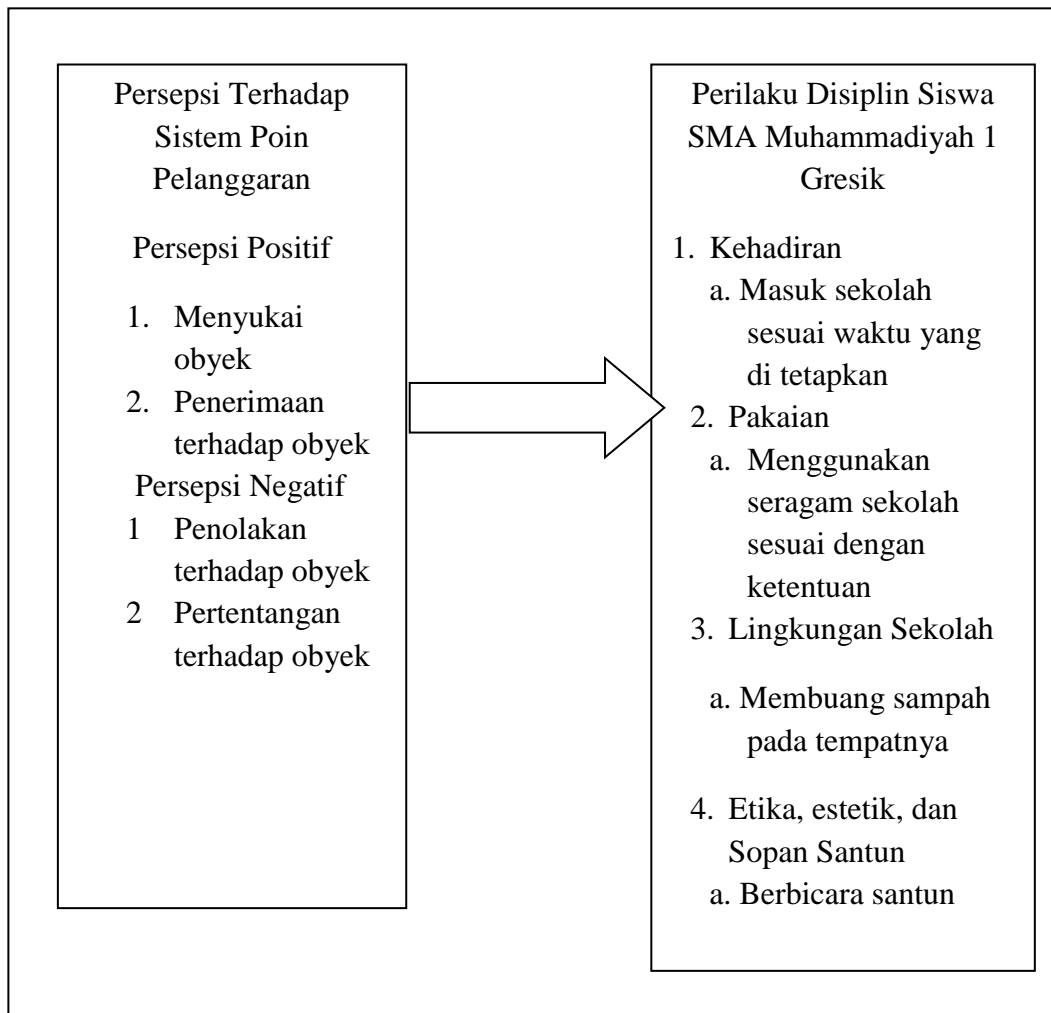 Persepsi Terhadap
Sistem Poin
Pelanggaran
Persepsi Positif
1. Menyukai
obyek
2. Penerimaan
terhadap obyek
Persepsi Negatif
1 Penolakan
terhadap obyek
2 Pertentangan
terhadap obyek
Perilaku Disiplin Siswa
SMA Muhammadiyah 1
Gresik
1. Kehadiran
a. Masuk sekolah
sesuai waktu yang
di tetapkan
2. Pakaian
a. Menggunakan
seragam sekolah
sesuai dengan
ketentuan
3. Lingkungan Sekolah
a. Membuang sampah
pada tempatnya
4. Etika, estetik, dan
Sopan Santun
a. Berbicara santun